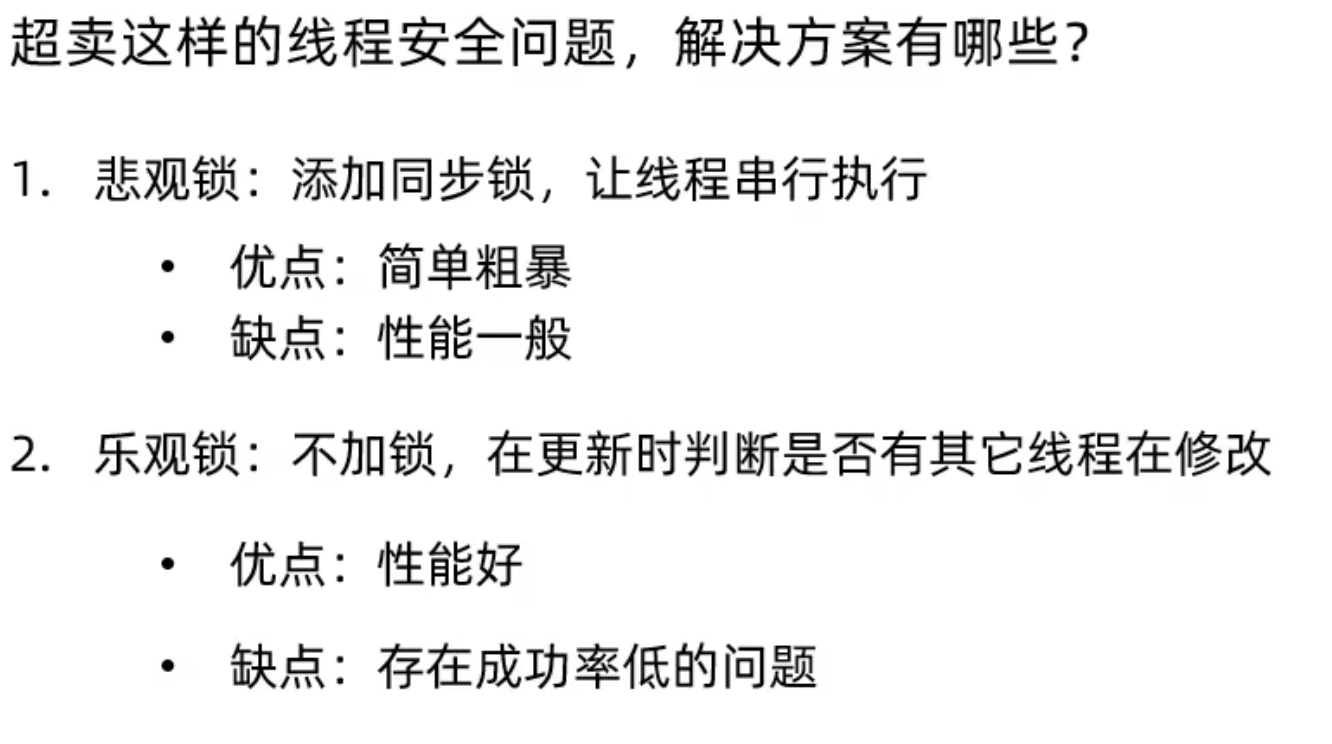 超卖这样的线程安全问题，解决方案有哪些？
1. 悲观锁：添加同步锁，让线程串行执行
• 优点：简单粗暴
• 缺点：性能一般
2. 乐观锁：不加锁，在更新时判断是否有其它线程在修改
• 优点：性能好
• 缺点：存在成功率低的问题